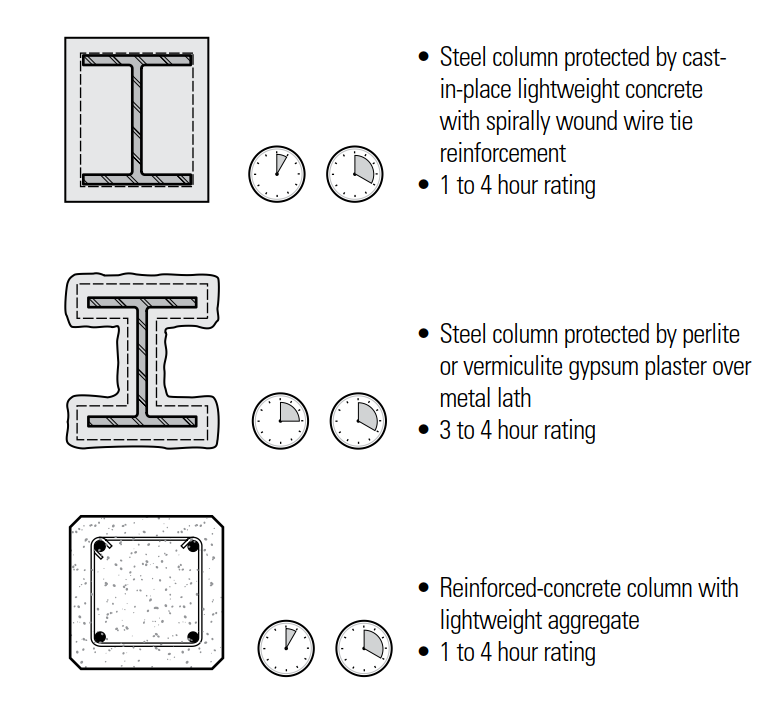 • Steel column protected by cast-
in-place lightweight concrete
with spirally wound wire tie
reinforcement
• 1 to 4 hour rating
• Steel column protected by perlite
or vermiculite gypsum plaster over
metal lath
• 3 to 4 hour rating
• Reinforced-concrete column with
lightweight aggregate
• 1 to 4 hour rating